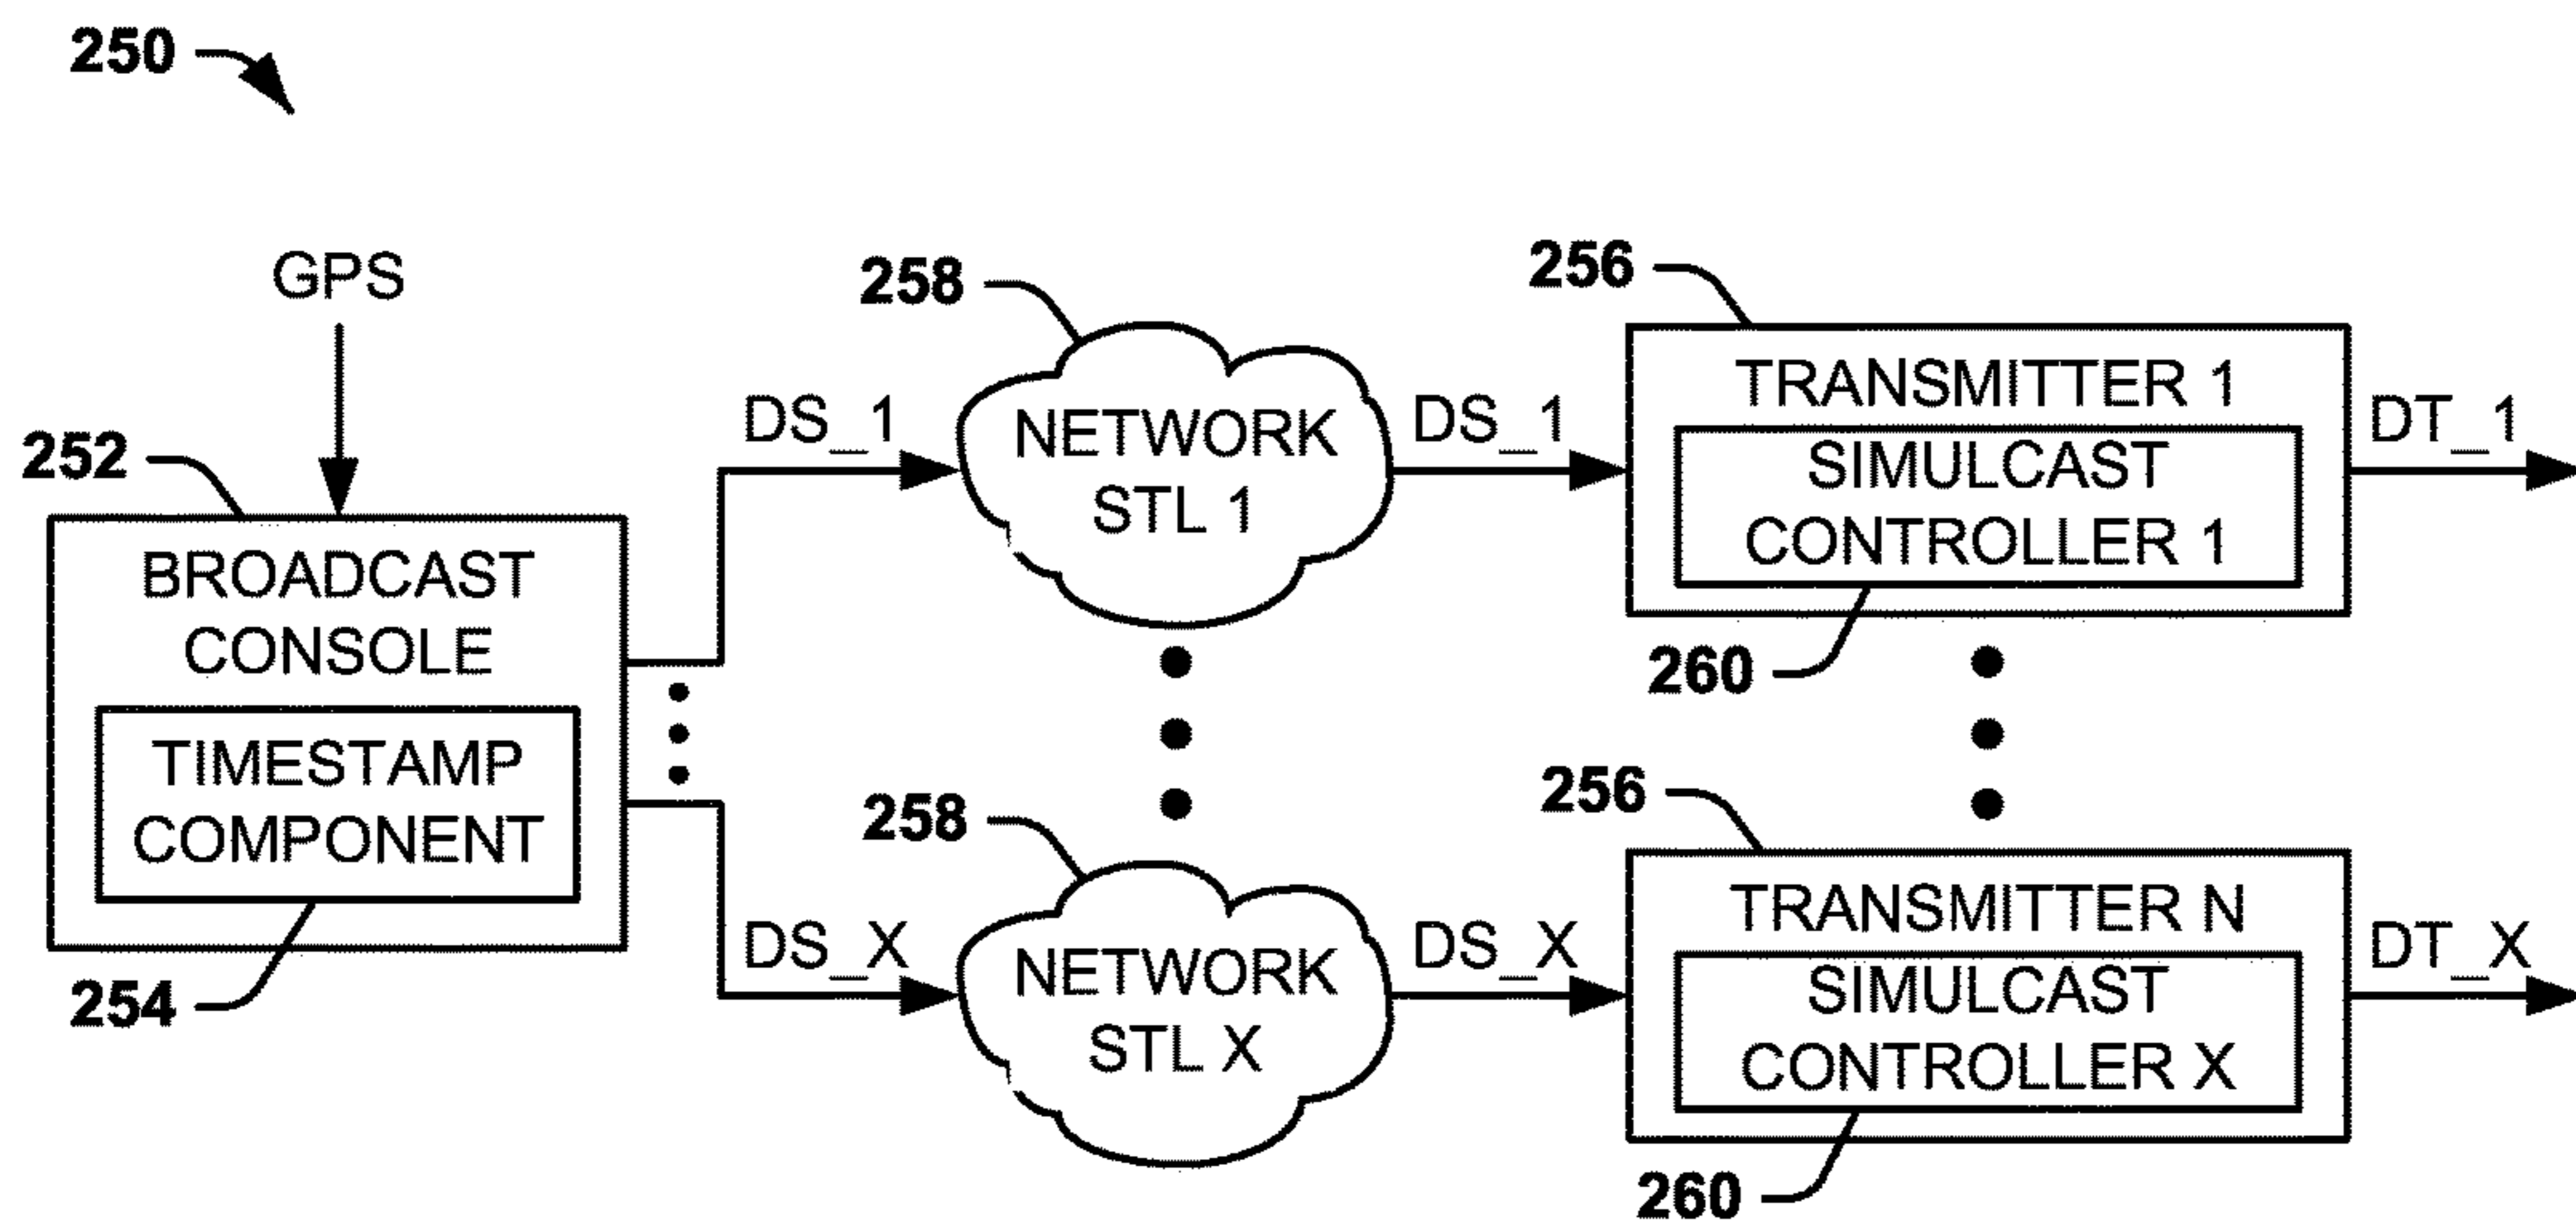 250
GPS
252
BROADCAST
CONSOLE
TIMESTAMP
COMPONENT
254
DS_1
258
NETWORK
STL 1
DS_1
256
TRANSMITTER 1
SIMULCAST
CONTROLLER 1
260
DT_1
DS_X
258
NETWORK
STL X
DS_X
256
TRANSMITTER N
SIMULCAST
CONTROLLER X
260
DT_X